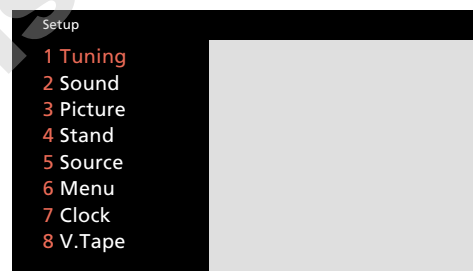 Setup
1 Tuning
2 Sound
3 Picture
4 Stand
5 Source
6 Menu
7 Clock
8 V.Tape